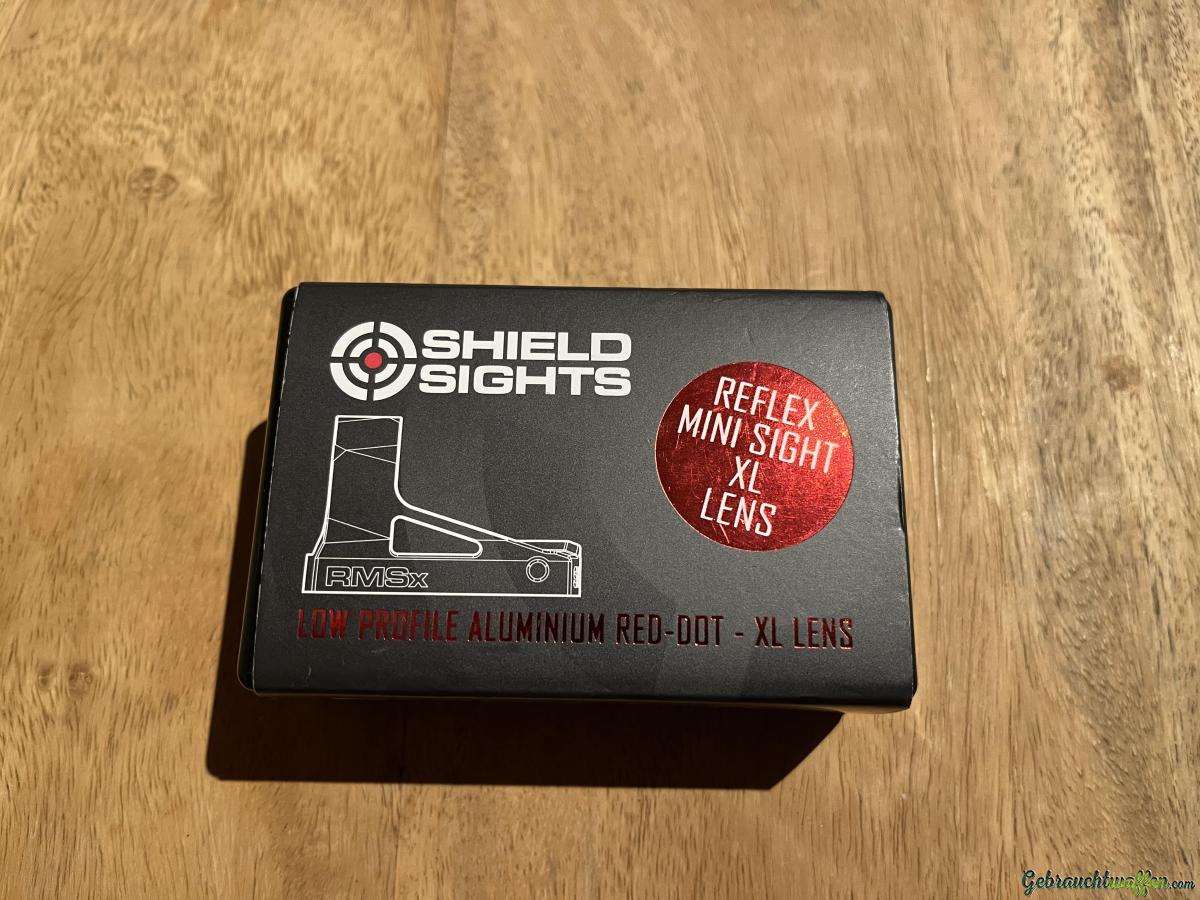 SHIELD
SIGHTS
REFLEX
MINI SIGHT
XL
LENS
RMSx
LOW PROFILE ALUMINIUM RED-DOT - XL LENS
Gebrauchtwaffen.com